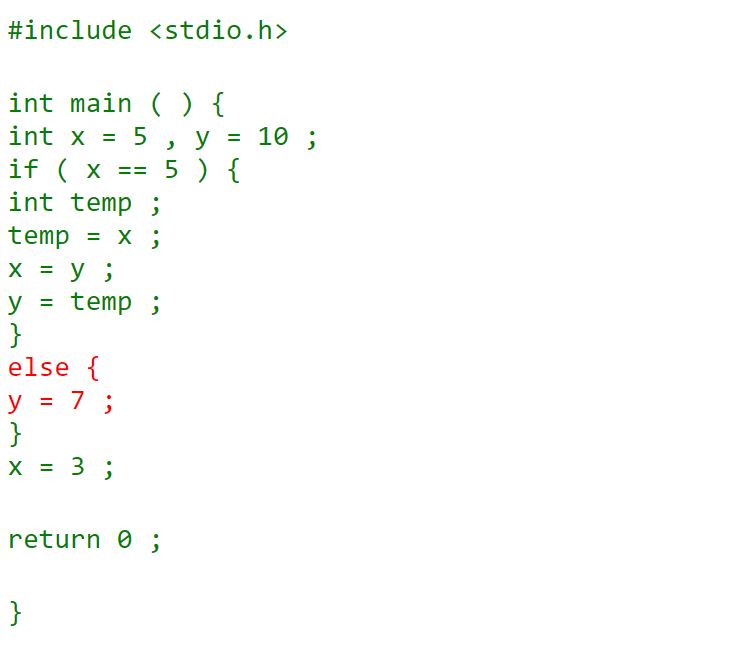 #include <stdio.h>
int main ( ) {
int x = 5 , y = 10 ;
if ( x == 5 ) {
int temp ;
temp = x ;
x = y ;
y = temp ;
}
else {
y = 7 ;
}
x = 3 ;
return 0 ;
}